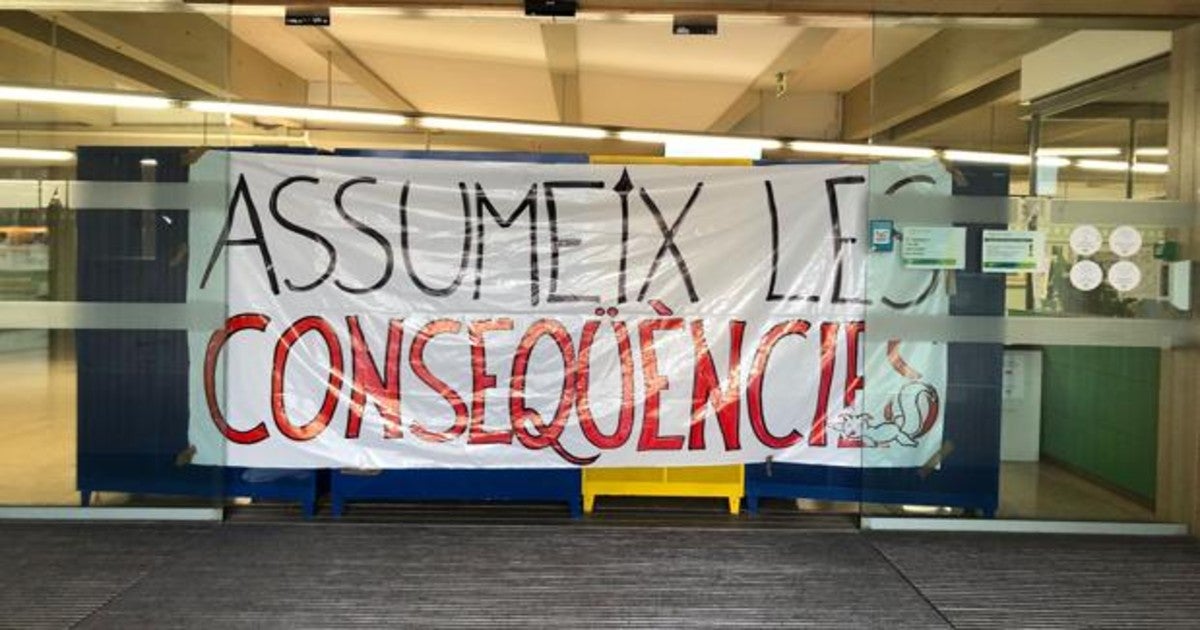 ASSUMEIX LES
CONSEQÜÈNCIES